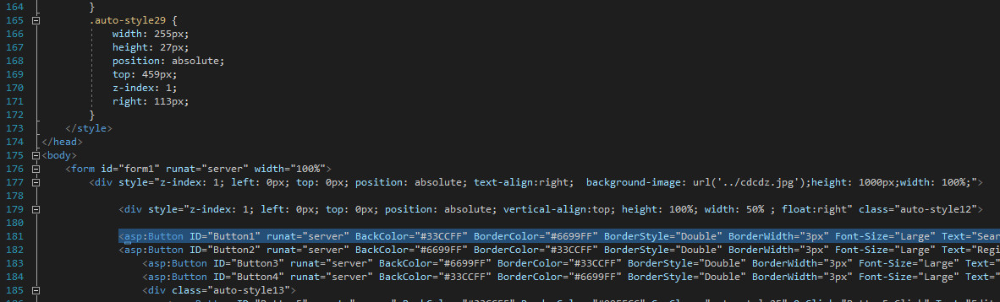 164 }
165 .auto-style29 {
166 width: 255px;
167 height: 27px;
168 position: absolute;
169 top: 459px;
170 z-index: 1;
171 right: 113px;
172 }
173 </style>
174 </head>
175 <body>
176 <form id="form1" runat="server" width="100%">
177 <div style="z-index: 1; left: 0px; top: 0px; position: absolute; text-align:right;  background-image: url('../cdcdz.jpg');height: 1000px;width: 100%;">
178
179 <div style="z-index: 1; left: 0px; top: 0px; position: absolute; vertical-align:top; height: 100%; width: 50% ; float:right" class="auto-style12">
180
181 <asp:Button ID="Button1" runat="server" BackColor="#33CCFF" BorderColor="#6699FF" BorderStyle="Double" BorderWidth="3px" Font-Size="Large" Text="Sear
182 <asp:Button ID="Button2" runat="server" BackColor="#6699FF" BorderColor="#33CCFF" BorderStyle="Double" BorderWidth="3px" Font-Size="Large" Text="Regi
183 <asp:Button ID="Button3" runat="server" BackColor="#6699FF" BorderColor="#33CCFF" BorderStyle="Double" BorderWidth="3px" Font-Size="Large" Text="
184 <asp:Button ID="Button4" runat="server" BackColor="#33CCFF" BorderColor="#6699FF" BorderStyle="Double" BorderWidth="3px" Font-Size="Large" Text="
185 <div class="auto-style13">